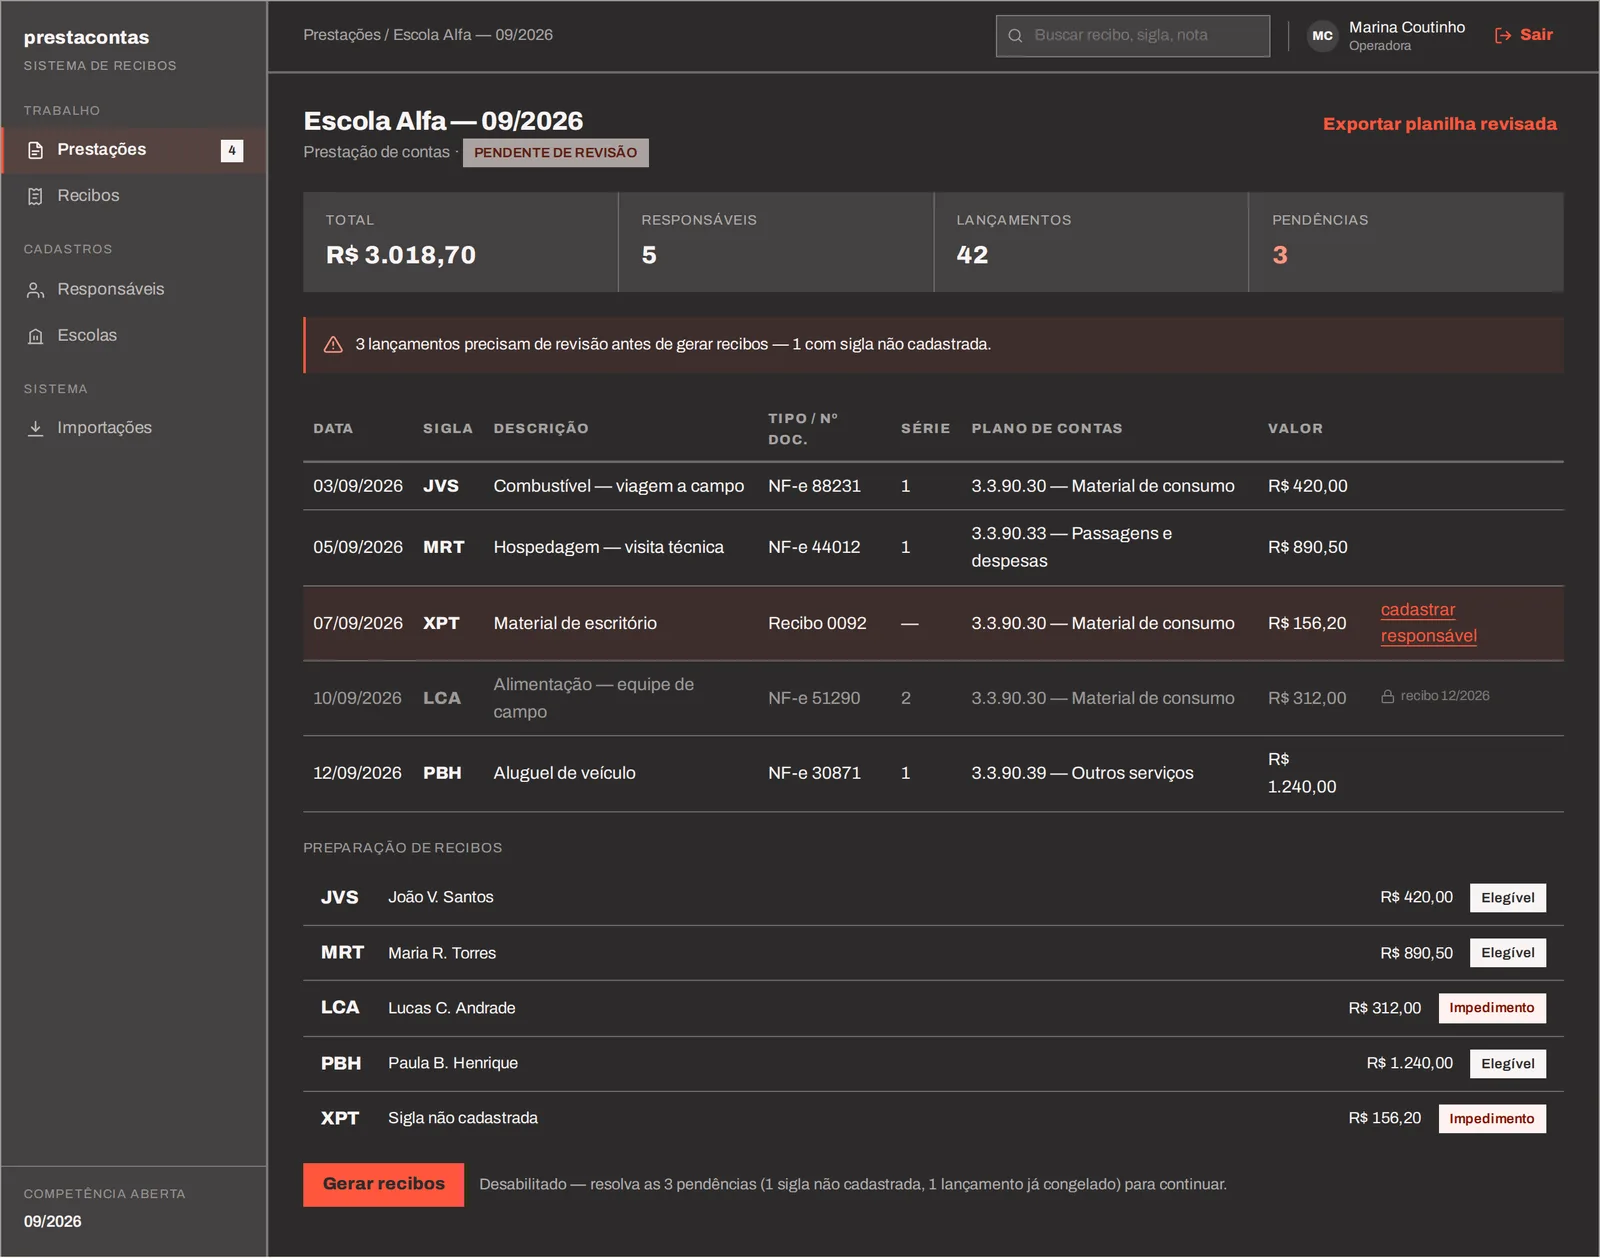 prestacontas
SISTEMA DE RECIBOS
TRABALHO
Prestações 4
Recibos
CADASTROS
Responsáveis
Escolas
SISTEMA
Importações
COMPETÊNCIA ABERTA
09/2026
Prestações / Escola Alfa — 09/2026
Buscar recibo, sigla, nota
MC
Marina Coutinho
Operadora
Sair
Escola Alfa — 09/2026
Prestação de contas · PENDENTE DE REVISÃO
Exportar planilha revisada
TOTAL
R$ 3.018,70
RESPONSÁVEIS
5
LANÇAMENTOS
42
PENDÊNCIAS
3
3 lançamentos precisam de revisão antes de gerar recibos — 1 com sigla não cadastrada.
DATA SIGLA DESCRIÇÃO TIPO / Nº DOC. SÉRIE PLANO DE CONTAS VALOR
03/09/2026 JVS Combustível — viagem a campo NF-e 88231 1 3.3.90.30 — Material de consumo R$ 420,00
05/09/2026 MRT Hospedagem — visita técnica NF-e 44012 1 3.3.90.33 — Passagens e despesas R$ 890,50
07/09/2026 XPT Material de escritório Recibo 0092 — 3.3.90.30 — Material de consumo R$ 156,20 cadastrar responsável
10/09/2026 LCA Alimentação — equipe de campo NF-e 51290 2 3.3.90.30 — Material de consumo R$ 312,00 recibo 12/2026
12/09/2026 PBH Aluguel de veículo NF-e 30871 1 3.3.90.39 — Outros serviços R$ 1.240,00
PREPARAÇÃO DE RECIBOS
JVS João V. Santos R$ 420,00 Elegível
MRT Maria R. Torres R$ 890,50 Elegível
LCA Lucas C. Andrade R$ 312,00 Impedimento
PBH Paula B. Henrique R$ 1.240,00 Elegível
XPT Sigla não cadastrada R$ 156,20 Impedimento
Gerar recibos
Desabilitado — resolva as 3 pendências (1 sigla não cadastrada, 1 lançamento já congelado) para continuar.